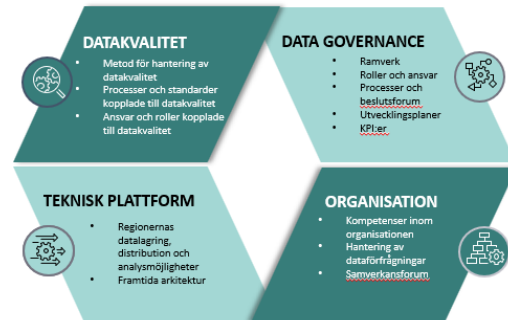 DATAKVALITET
Metod för hantering av
datakvalitet
Processer och standarder
kopplade till datakvalitet
Ansvar och roller kopplade
till datakvalitet
DATA GOVERNANCE
Ramverk
Roller och ansvar
Processer och
beslutsforum
Utvecklingsplaner
KPI:er
TEKNISK PLATTFORM
Regionernas
datalagring,
distribution och
analysmöjligheter
Framtida arkitektur
ORGANISATION
Kompetenser inom
organisationen
Hantering av
dataförfrågningar
Samverkansforum